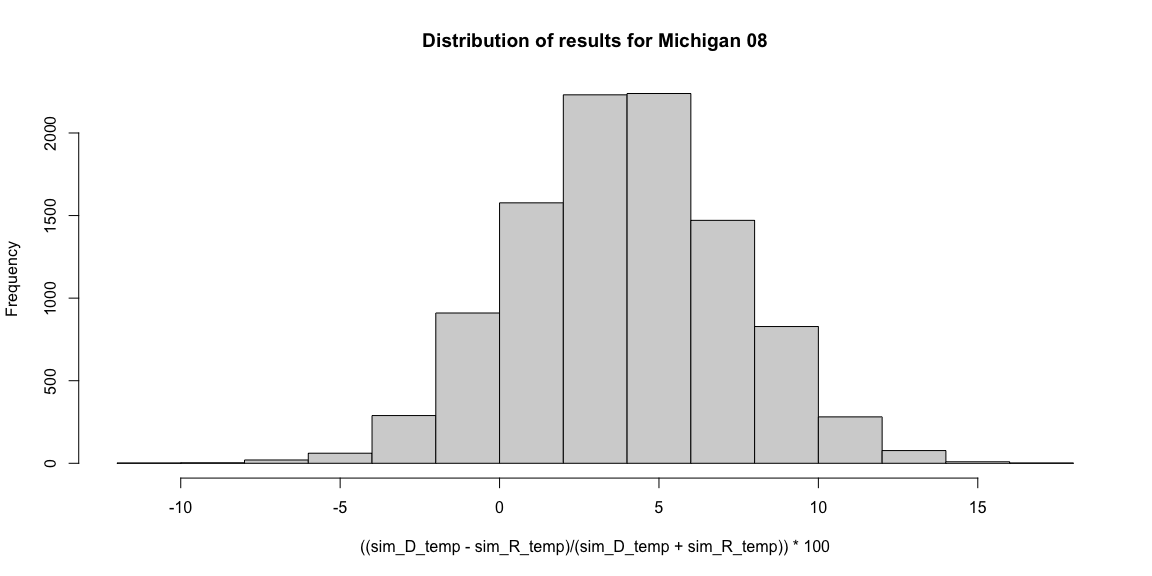 Distribution of results for Michigan 08
Frequency
2000
1500
1000
500
0
-10 -5 0 5 10 15
((sim_D_temp - sim_R_temp)/(sim_D_temp + sim_R_temp)) * 100